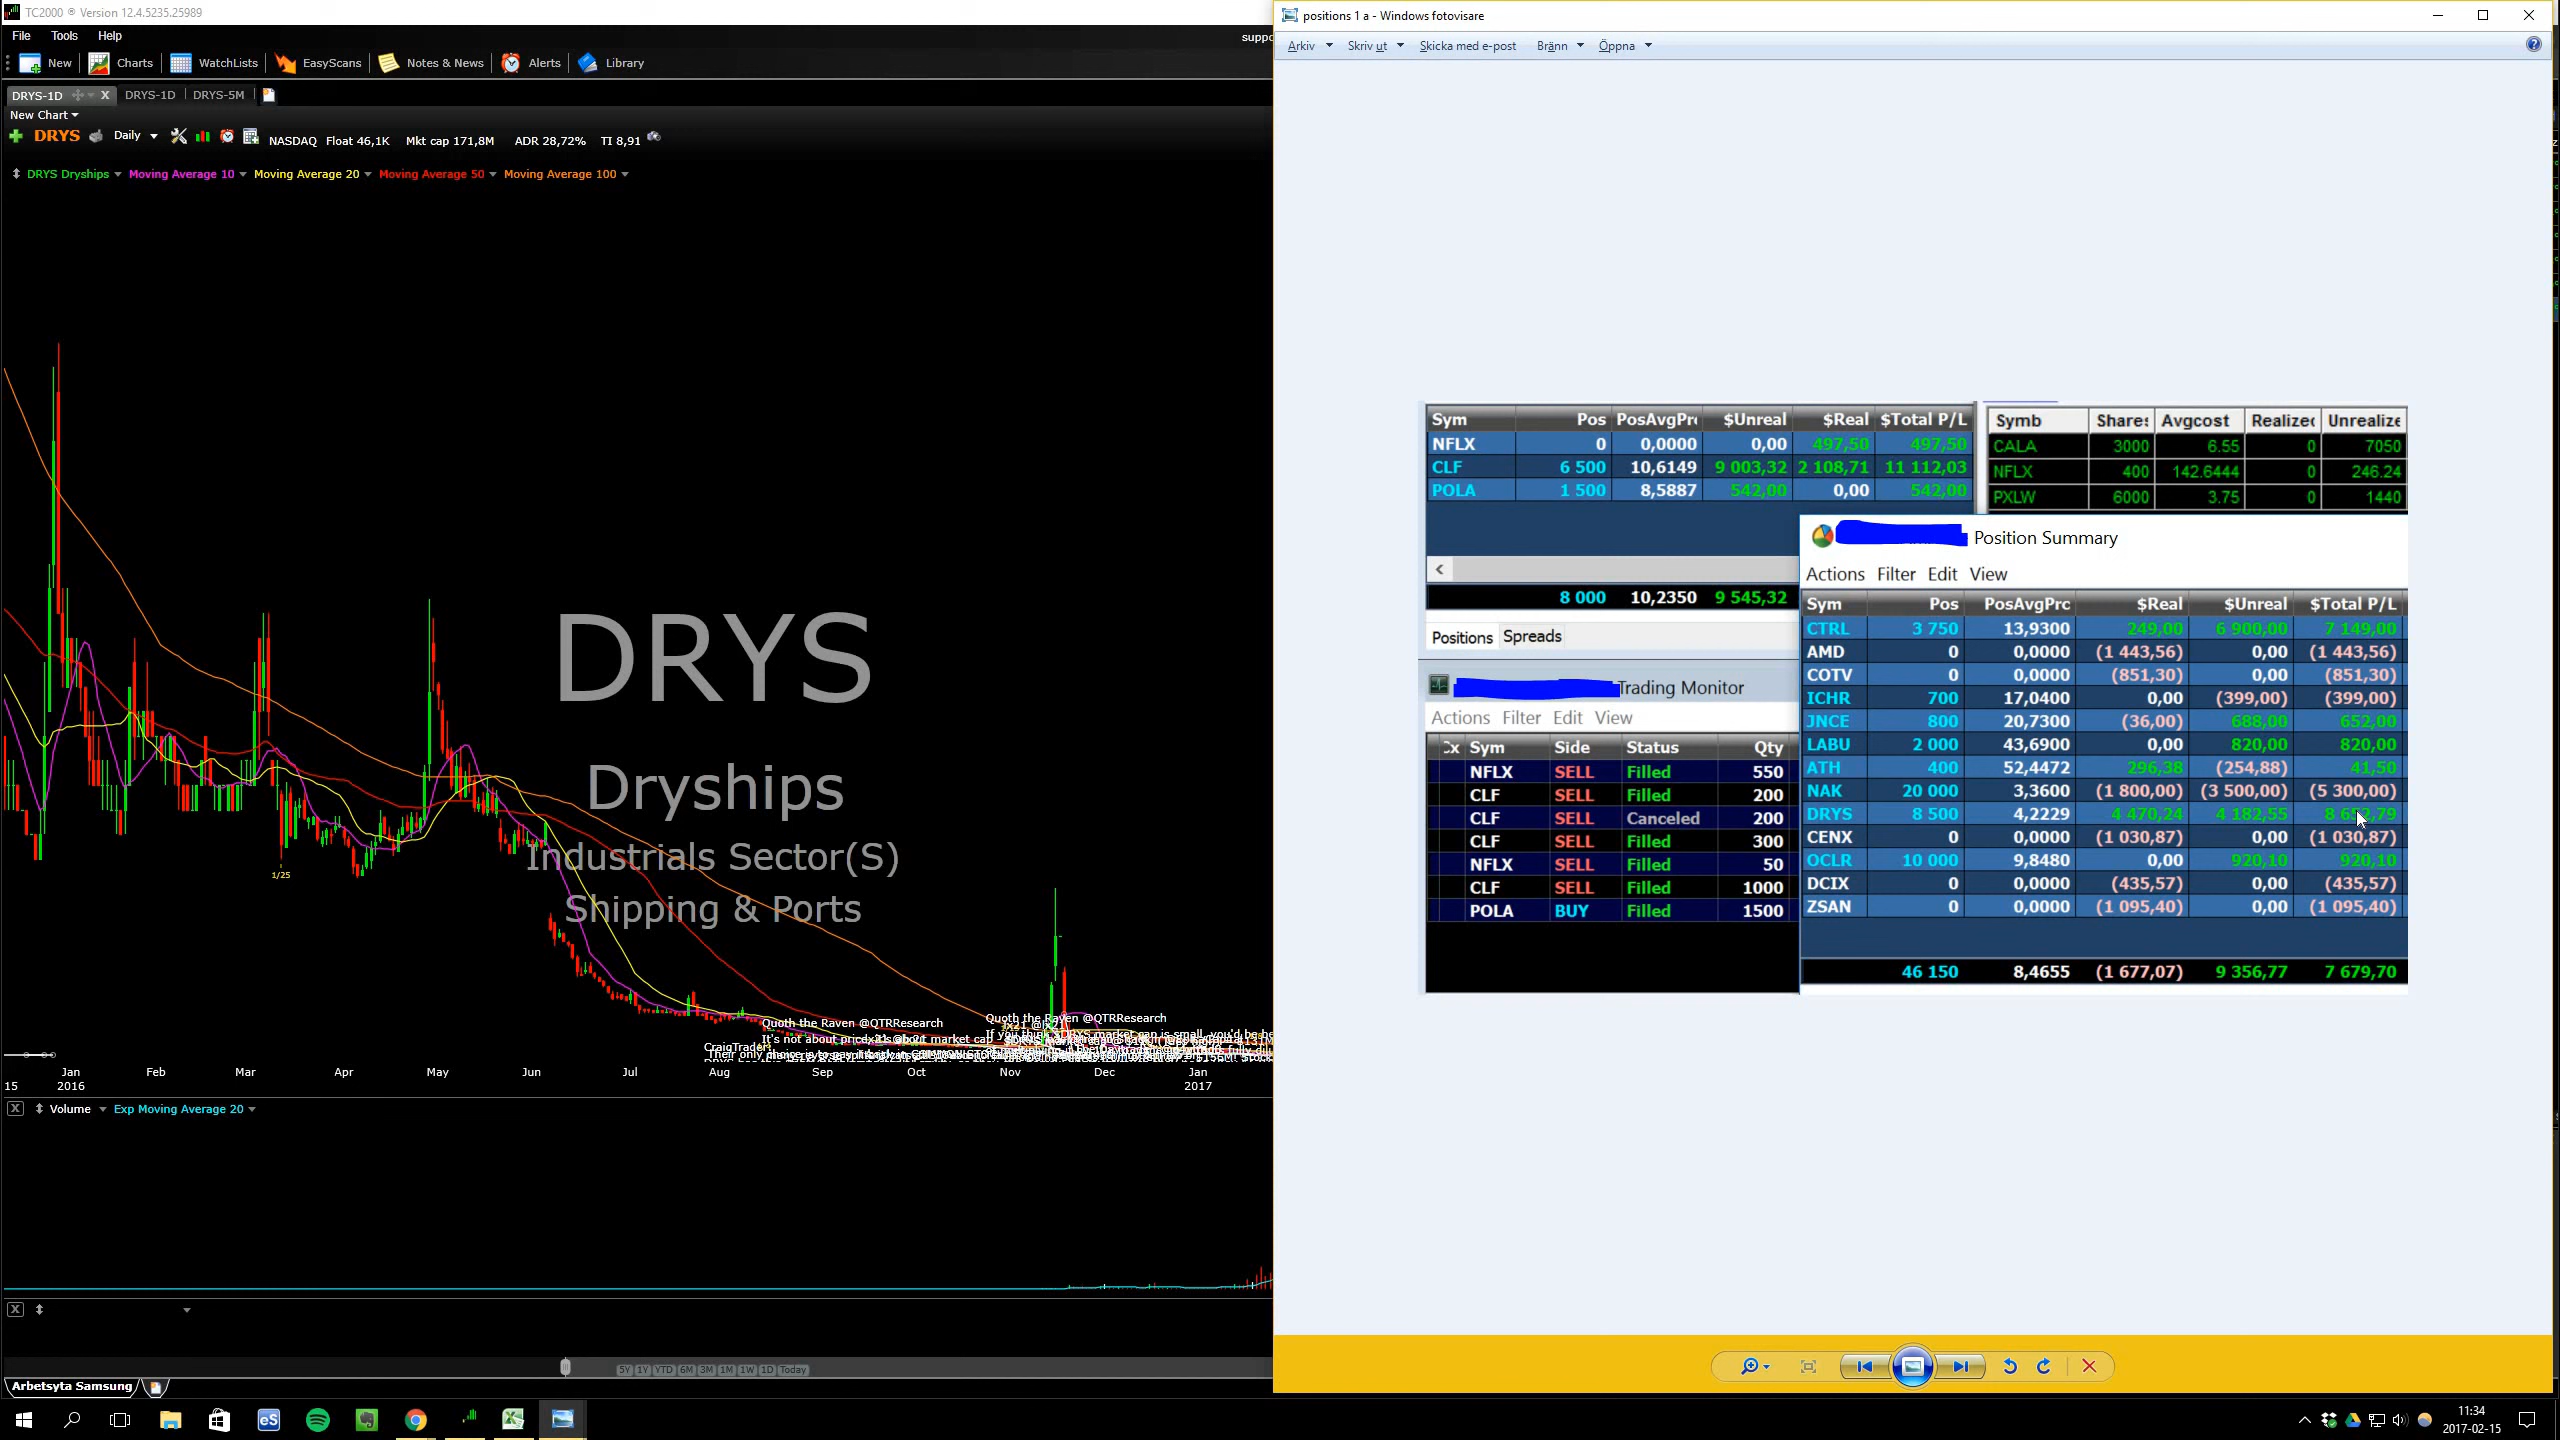 TC2000 ® Version 12.4.5235.25989
File Tools Help
New Charts WatchLists EasyScans Notes & News Alerts Library
DRYS-1D X DRYS-1D DRYS-5M
New Chart
DRYS Daily NASDAQ Float 46,1K Mkt cap 171,8M ADR 28,72% TI 8,91
DRYS Dryships Moving Average 10 Moving Average 20 Moving Average 50 Moving Average 100
DRYS
Dryships
Industrials Sector(S)
Shipping & Ports
1/25
Quoth the Raven @QTRResearch
Quoth the Raven @QTRResearch
CraigTrader
15 Jan Feb Mar Apr May Jun Jul Aug Sep Oct Nov Dec Jan
2016 2017
X Volume Exp Moving Average 20
X
5Y 1Y YTD 6M 3M 1M 1W 1D Today
Arbetsyta Samsung
positions 1 a - Windows fotovisare
Arkiv Skriv ut Skicka med e-post Bränn Öppna
Sym Pos PosAvgPr $Unreal $Real $Total P/L
NFLX 0 0,0000 0,00 497,50 497,50
CLF 6 500 10,6149 9 003,32 2 108,71 11 112,03
POLA 1 500 8,5887 542,00 0,00 542,00
8 000 10,2350 9 545,32
Positions Spreads
Symb Shares Avgcost Realized Unrealize
CALA 3000 6.55 0 7050
NFLX 400 142.6444 0 246.24
PXLW 6000 3.75 0 1440
Trading Monitor
Actions Filter Edit View
Sym Side Status Qty
NFLX SELL Filled 550
CLF SELL Filled 200
CLF SELL Canceled 200
CLF SELL Filled 300
NFLX SELL Filled 50
CLF SELL Filled 1000
POLA BUY Filled 1500
Position Summary
Actions Filter Edit View
Sym Pos PosAvgPrc $Real $Unreal $Total P/L
CTRL 3 750 13,9300 249,00 6 900,00 7 149,00
AMD 0 0,0000 (1 443,56) 0,00 (1 443,56)
COTV 0 0,0000 (851,30) 0,00 (851,30)
ICHR 700 17,0400 0,00 (399,00) (399,00)
JNCE 800 20,7300 (36,00) 688,00 652,00
LABU 2 000 43,6900 0,00 820,00 820,00
ATH 400 52,4472 296,38 (254,88) 41,50
NAK 20 000 3,3600 (1 800,00) (3 500,00) (5 300,00)
DRYS 8 500 4,2229 4 470,24 4 182,55 8 652,79
CENX 0 0,0000 (1 030,87) 0,00 (1 030,87)
OCLR 10 000 9,8480 0,00 920,10 920,10
DCIX 0 0,0000 (435,57) 0,00 (435,57)
ZSAN 0 0,0000 (1 095,40) 0,00 (1 095,40)
46 150 8,4655 (1 677,07) 9 356,77 7 679,70
11:34
2017-02-15